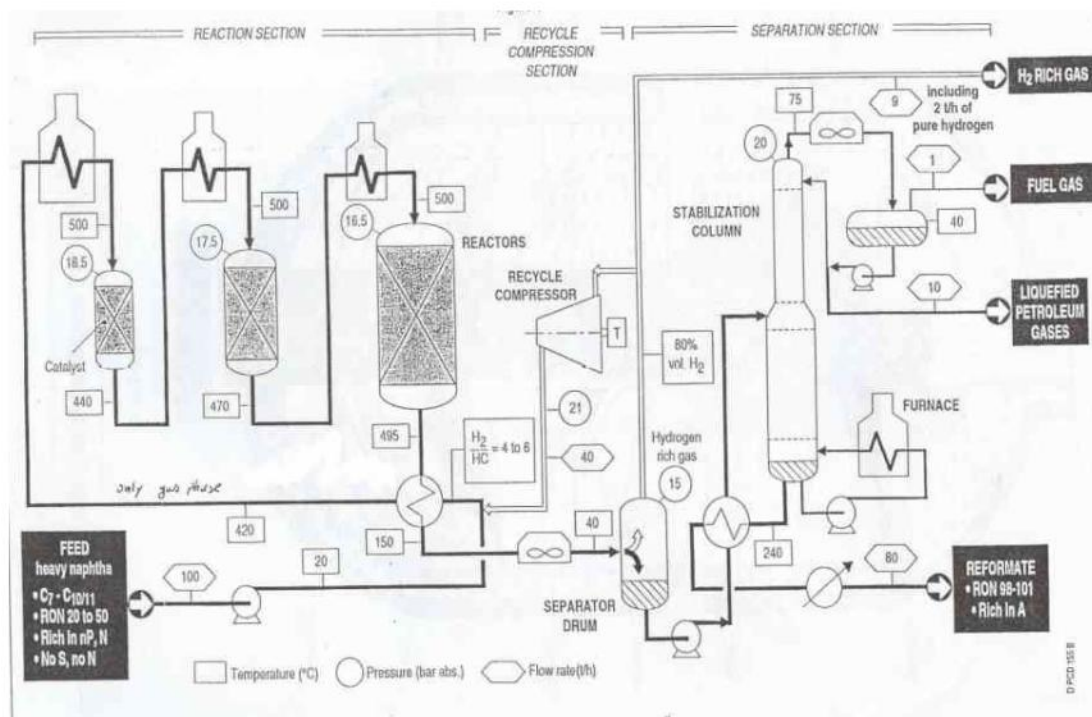 REACTION SECTION
RECYCLE
COMPRESSION
SECTION
SEPARATION SECTION
H2 RICH GAS
9
including
2 t/h of
pure hydrogen
75
20
1
FUEL GAS
500
500
500
18.5
17.5
16.5
REACTORS
STABILIZATION
COLUMN
40
RECYCLE
COMPRESSOR
T
10
LIQUEFIED
PETROLEUM
GASES
Catalyst
80%
vol. H2
440
470
495
21
FURNACE
H2
HC
= 4 to 6
40
Hydrogen
rich gas
15
only gas phase
420
150
40
240
FEED
heavy naphtha
• C7 - C10/11
• RON 20 to 50
• Rich in nP, N
• No S, no N
100
20
SEPARATOR
DRUM
80
REFORMATE
• RON 98-101
• Rich in A
Temperature (°C)
Pressure (bar abs.)
Flow rate(t/h)
D PCD 155 B